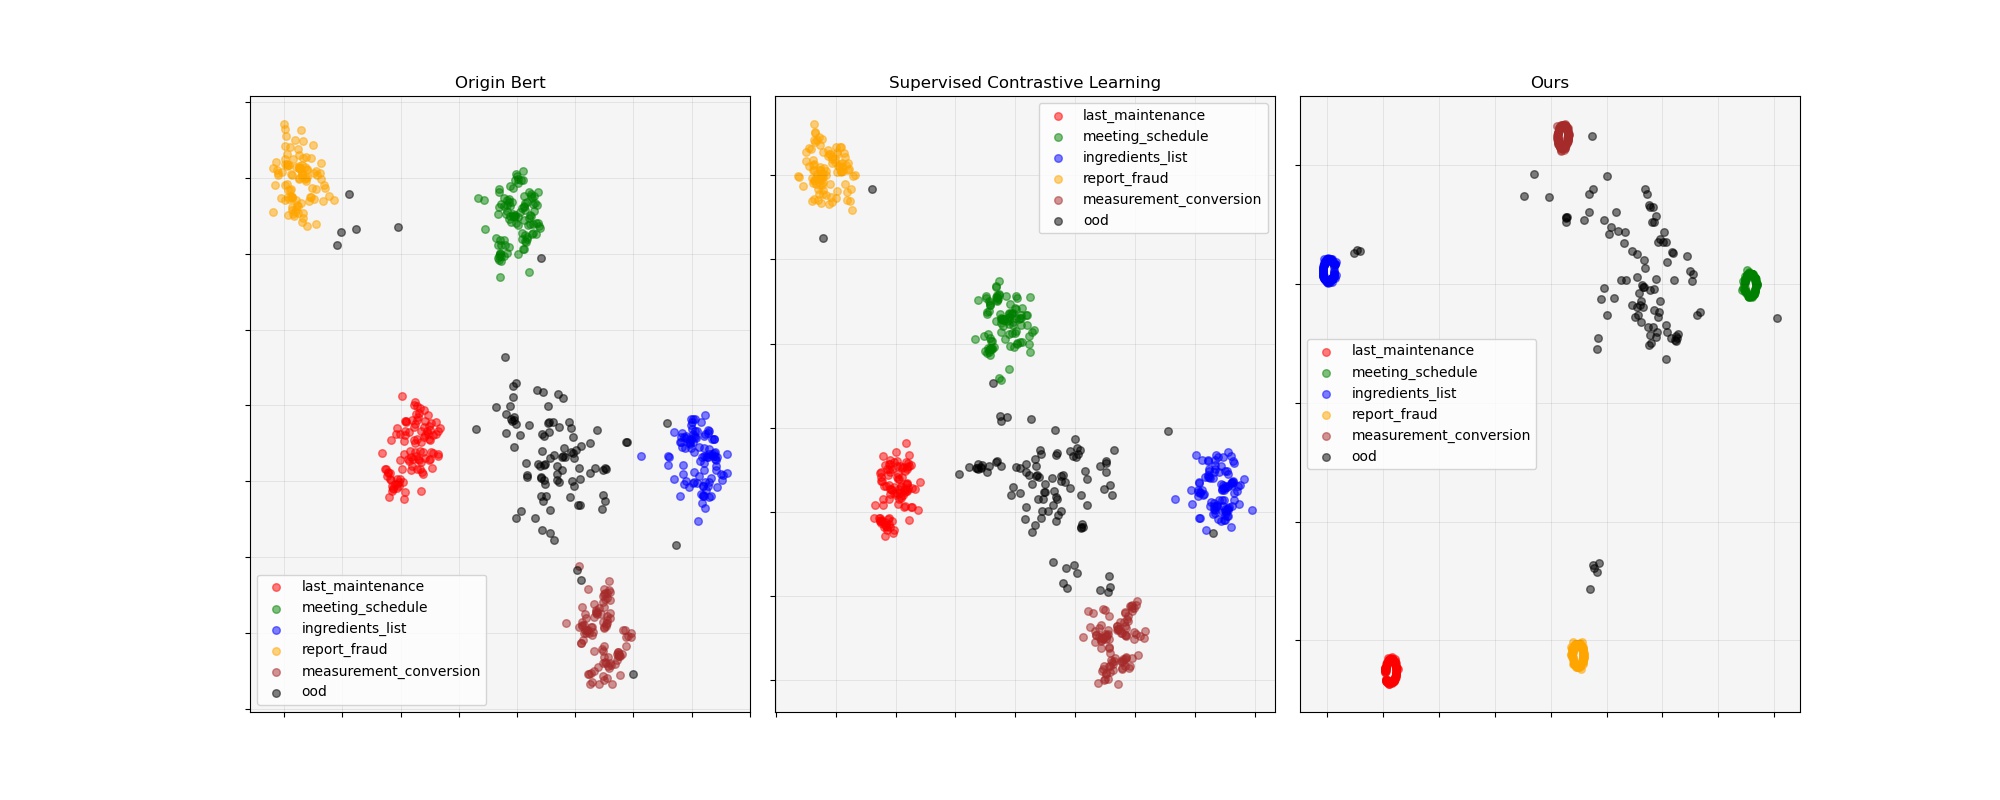 Origin Bert
last_maintenance
meeting_schedule
ingredients_list
report_fraud
measurement_conversion
ood
Supervised Contrastive Learning
last_maintenance
meeting_schedule
ingredients_list
report_fraud
measurement_conversion
ood
Ours
last_maintenance
meeting_schedule
ingredients_list
report_fraud
measurement_conversion
ood